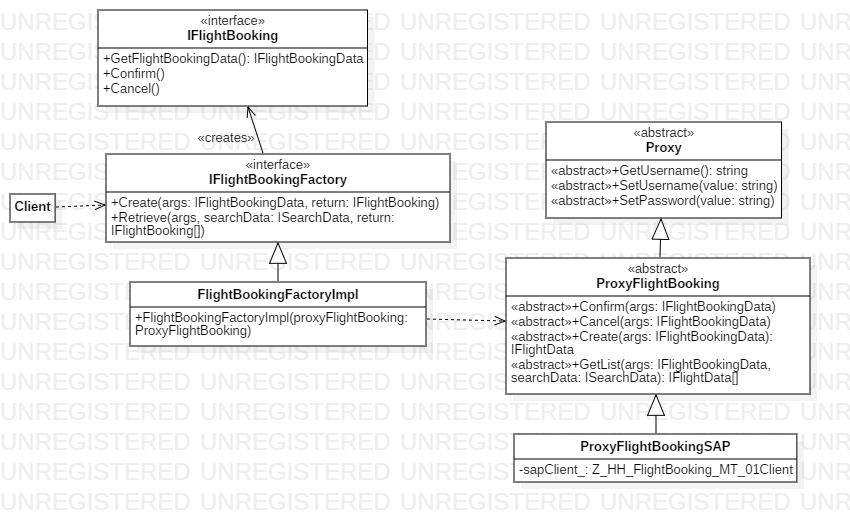 «interface»
IFlightBooking
+GetFlightBookingData(): IFlightBookingData
+Confirm()
+Cancel()
«creates»
«interface»
IFlightBookingFactory
+Create(args: IFlightBookingData, return: IFlightBooking)
+Retrieve(args, searchData: ISearchData, return:
IFlightBooking[])
Client
FlightBookingFactoryImpl
+FlightBookingFactoryImpl(proxyFlightBooking:
ProxyFlightBooking)
«abstract»
Proxy
«abstract»+GetUsername(): string
«abstract»+SetUsername(value: string)
«abstract»+SetPassword(value: string)
«abstract»
ProxyFlightBooking
«abstract»+Confirm(args: IFlightBookingData)
«abstract»+Cancel(args: IFlightBookingData)
«abstract»+Create(args: IFlightBookingData):
IFlightData
«abstract»+GetList(args: IFlightBookingData,
searchData: ISearchData): IFlightData[]
ProxyFlightBookingSAP
-sapClient_: Z_HH_FlightBooking_MT_01Client
UNREGISTERED